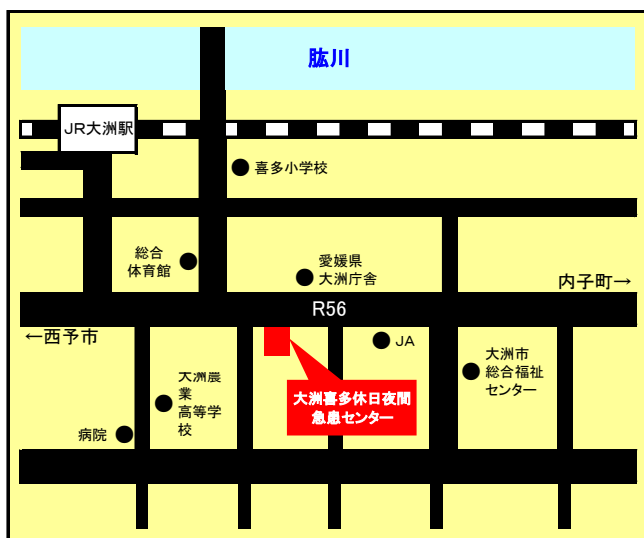 肱川
JR大洲駅
喜多小学校
総合
体育館
愛媛県
大洲庁舎
内子町→
R56
←西予市
JA
大洲市
総合福祉
センター
大洲農
業
高等学
校
大洲喜多休日夜間
急患センター
病院